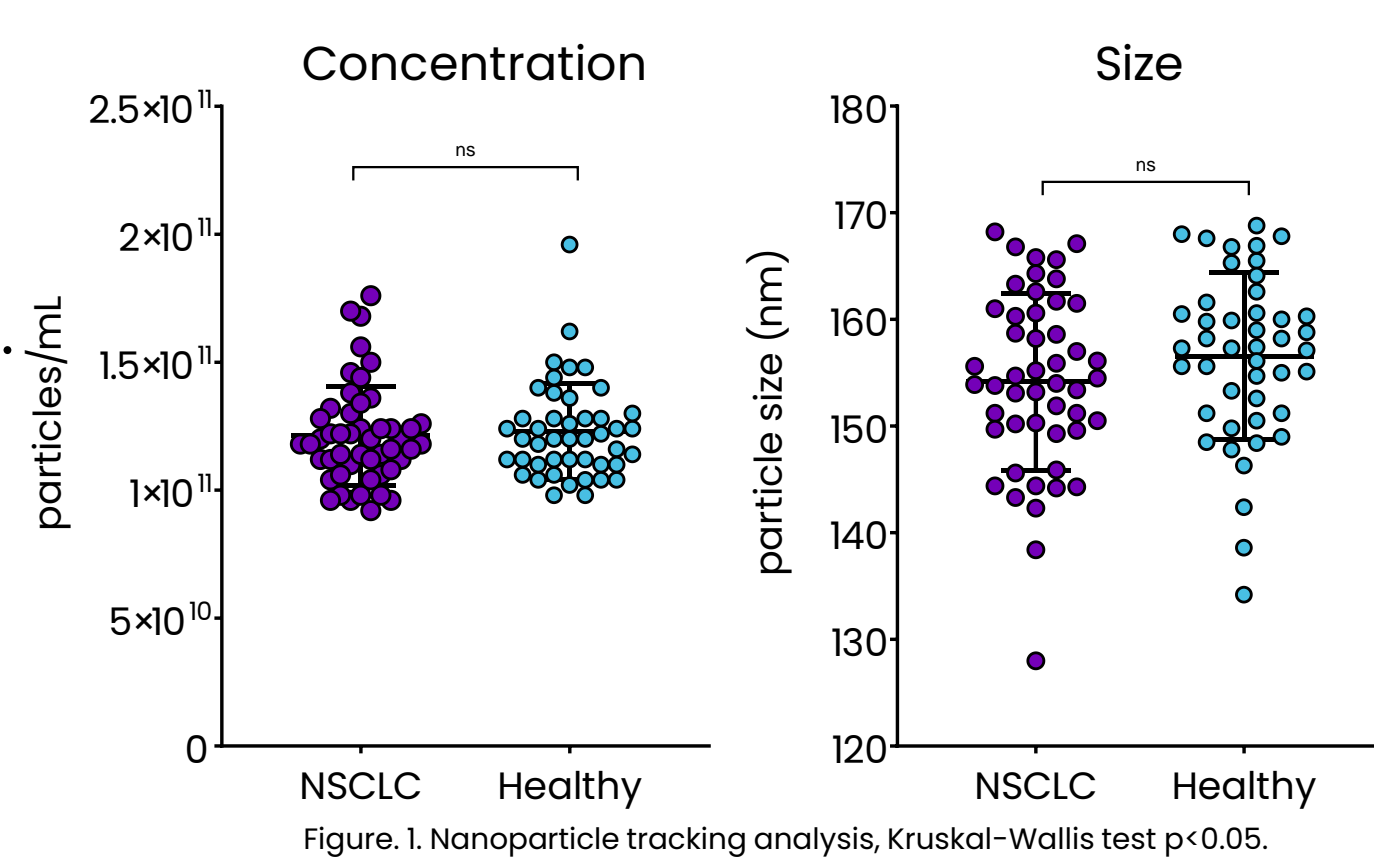 Concentration
2.5×10¹¹
ns
2×10¹¹
1.5×10¹¹
1×10¹¹
5×10¹⁰
0
particles/mL
NSCLC
Healthy
Size
180
ns
170
160
150
140
130
120
particle size (nm)
NSCLC
Healthy
Figure. 1. Nanoparticle tracking analysis, Kruskal-Wallis test p<0.05.